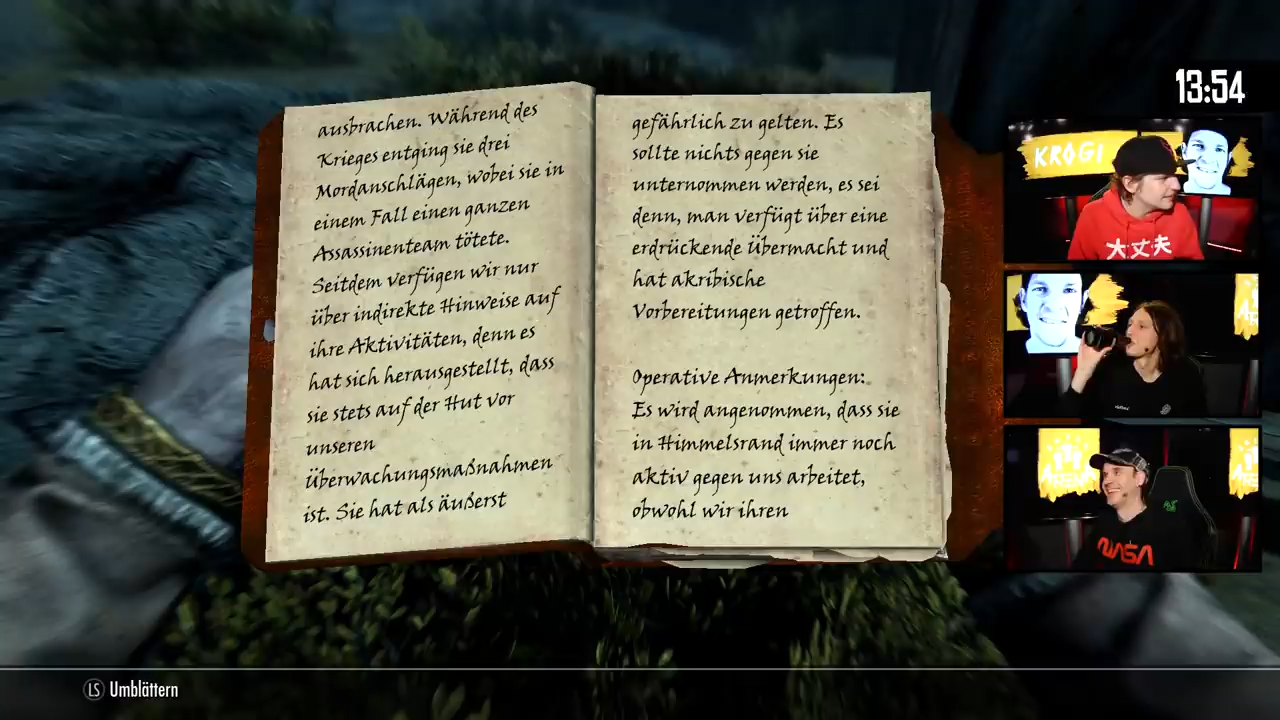 ausbrachen. Während des
Krieges entging sie drei
Mordanschlägen, wobei sie in
einem Fall einen ganzen
Assassinenteam tötete.
Seitdem verfügen wir nur
über indirekte Hinweise auf
ihre Aktivitäten, denn es
hat sich herausgestellt, dass
sie stets auf der Hut vor
unseren
Überwachungsmaßnahmen
ist. Sie hat als äußerst
gefährlich zu gelten. Es
sollte nichts gegen sie
unternommen werden, es sei
denn, man verfügt über eine
erdrückende Übermacht und
hat akribische
Vorbereitungen getroffen.
Operative Anmerkungen:
Es wird angenommen, dass sie
in Himmelsrand immer noch
aktiv gegen uns arbeitet,
obwohl wir ihren
13:54
KROGI
大丈夫
NASA
LS Umblättern